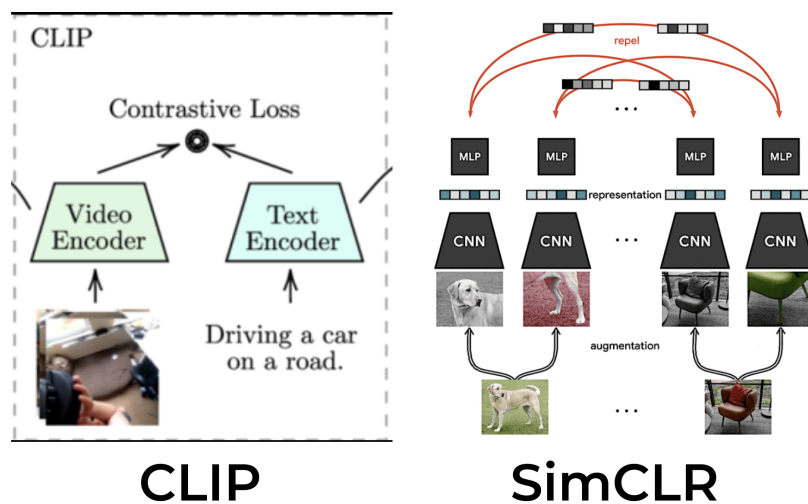 CLIP
Contrastive Loss
Video
Encoder
Text
Encoder
Driving a car
on a road.
CLIP
repel
...
MLP
MLP
MLP
MLP
representation
CNN
CNN
...
CNN
CNN
augmentation
...
SimCLR